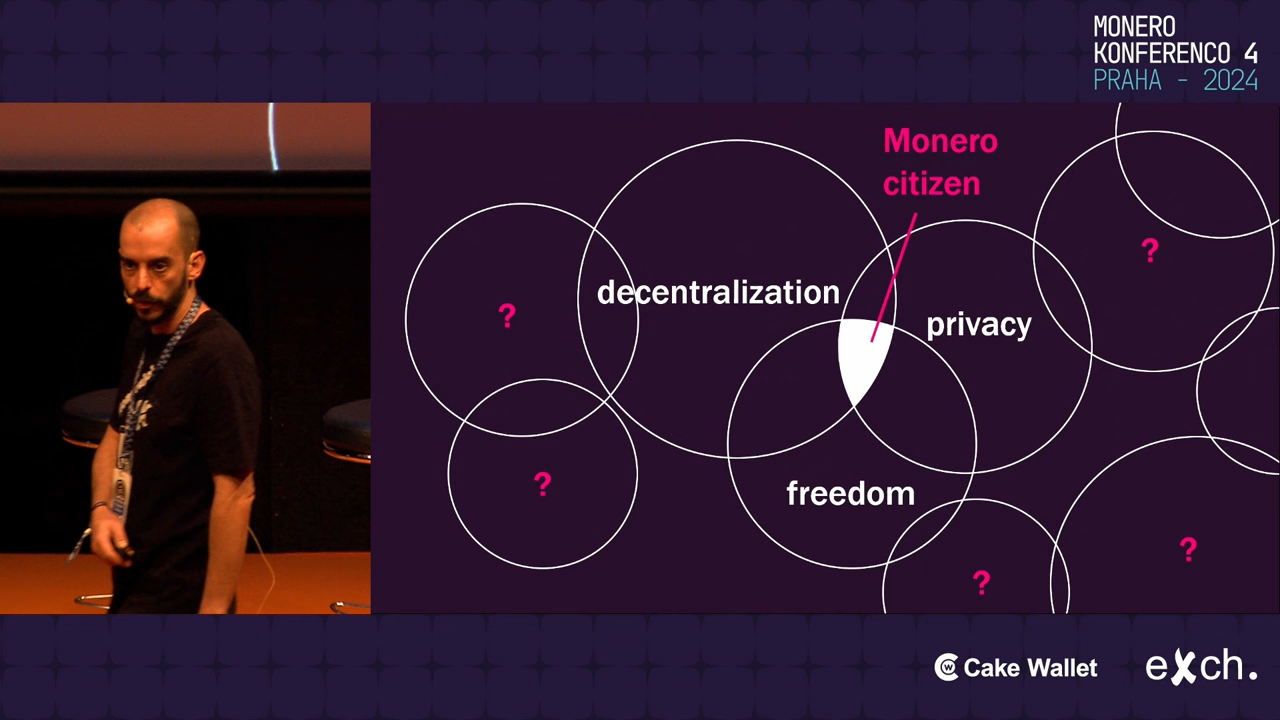 MONERO
KONFERENCO 4
PRAHA - 2024
Monero
citizen
?
decentralization
privacy
?
?
freedom
?
?
Cake Wallet
exch.